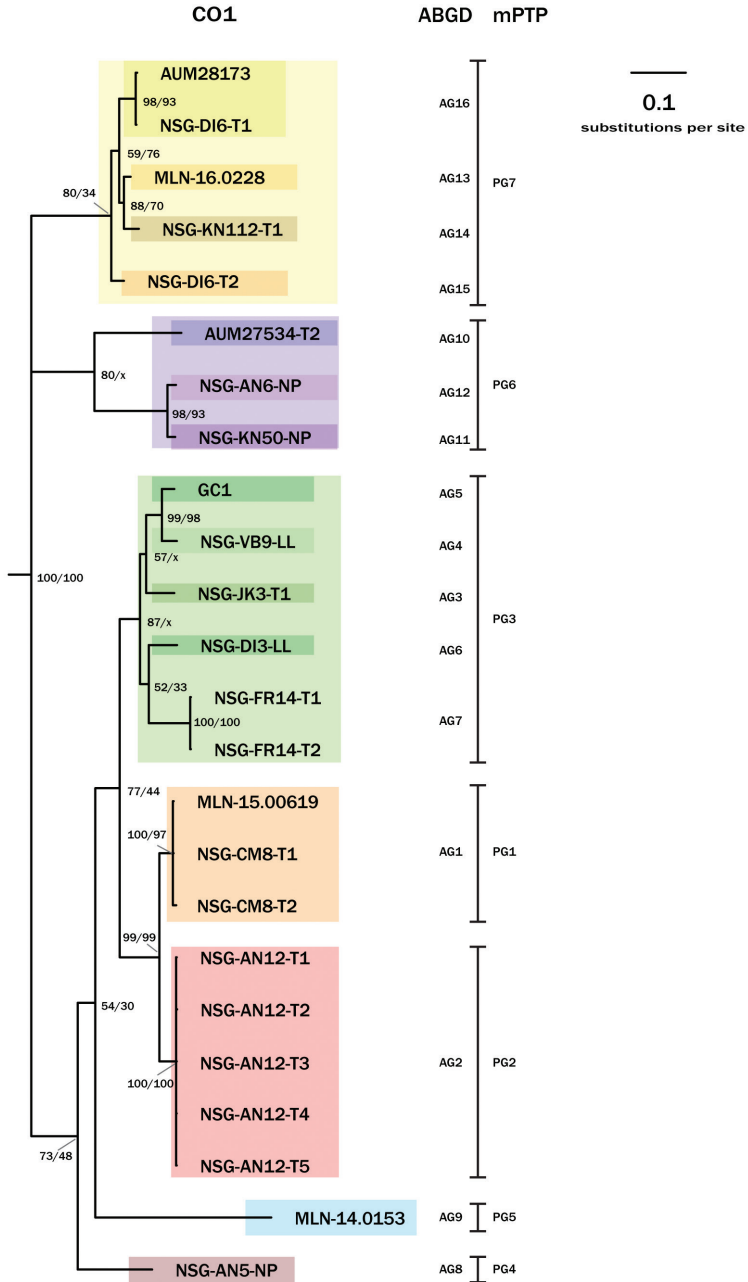 CO1 ABGD mPTP
AUM28173
98/93 AG16
0.1
NSG-DI6-T1
substitutions per site
59/76
MLN-16.0228 AG13 PG7
80/34
88/70
NSG-KN112-T1 AG14
NSG-DI6-T2 AG15
AUM27534-T2 AG10
80/x
NSG-AN6-NP AG12 PG6
98/93
NSG-KN50-NP AG11
GC1 AG5
99/98
NSG-VB9-LL AG4
57/x
100/100
NSG-JK3-T1 AG3
87/x PG3
NSG-DI3-LL AG6
52/33
NSG-FR14-T1
100/100 AG7
NSG-FR14-T2
77/44
MLN-15.00619
100/97
NSG-CM8-T1 AG1 PG1
NSG-CM8-T2
99/99
NSG-AN12-T1
54/30
NSG-AN12-T2
NSG-AN12-T3 AG2 PG2
100/100
NSG-AN12-T4
73/48
NSG-AN12-T5
MLN-14.0153 AG9 PG5
NSG-AN5-NP AG8 PG4